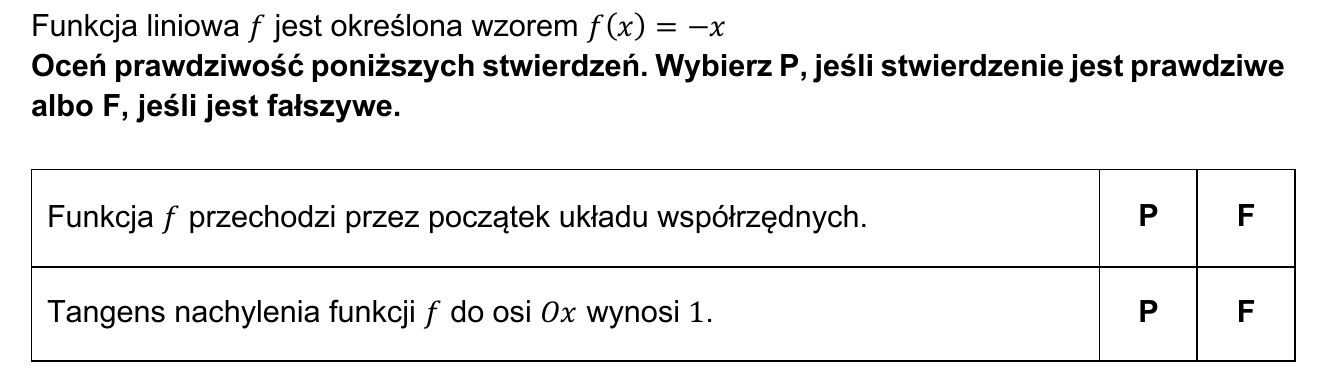 Funkcja liniowa f jest określona wzorem f(x) = −x
Oceń prawdziwość poniższych stwierdzeń. Wybierz P, jeśli stwierdzenie jest prawdziwe
albo F, jeśli jest fałszywe.
Funkcja f przechodzi przez początek układu współrzędnych. P F
Tangens nachylenia funkcji f do osi Ox wynosi 1. P F